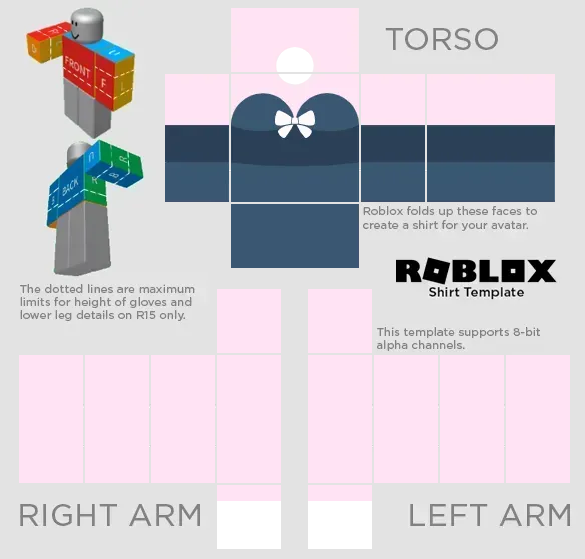 TORSO
FRONT
F
L
U
BACK
R
B
Roblox folds up these faces to
create a shirt for your avatar.
ROBLOX
Shirt Template
The dotted lines are maximum
limits for height of gloves and
lower leg details on R15 only.
This template supports 8-bit
alpha channels.
RIGHT ARM
LEFT ARM